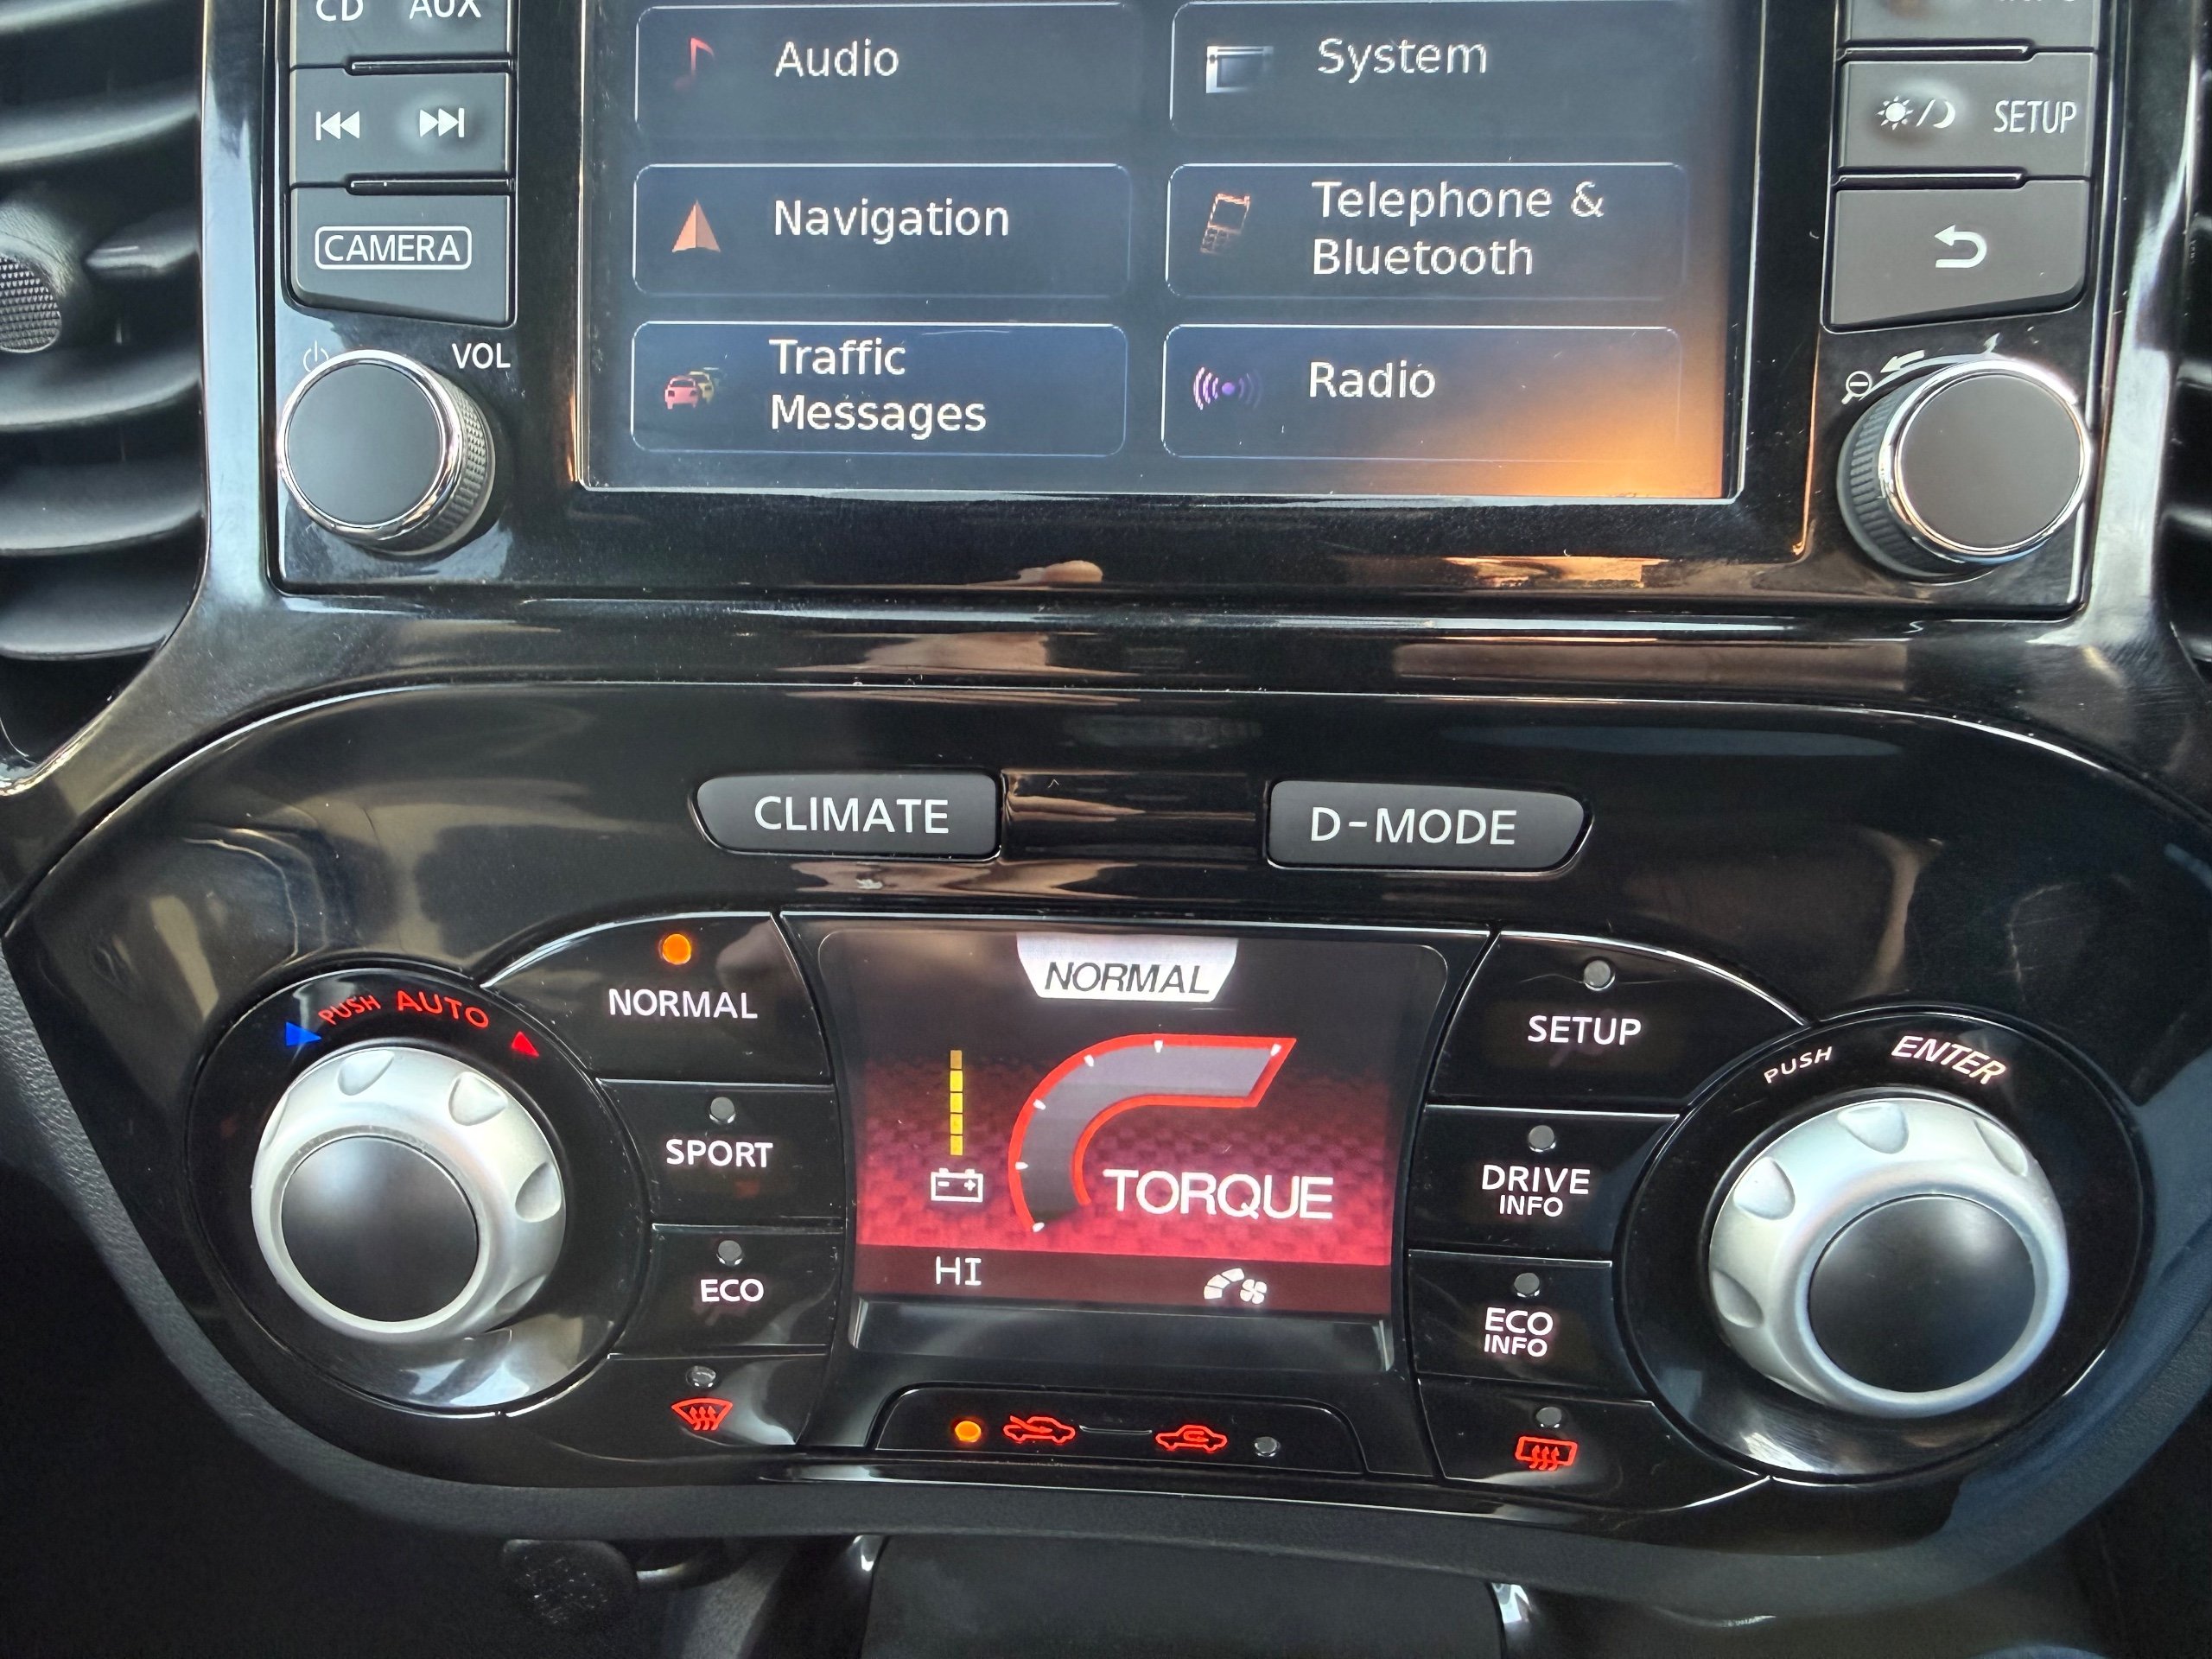 CD AUX
Audio
System
SETUP
Navigation
Telephone &
Bluetooth
CAMERA
VOL
Traffic
Messages
Radio
CLIMATE
D-MODE
NORMAL
NORMAL
PUSH AUTO
SETUP
PUSH ENTER
SPORT
DRIVE
INFO
TORQUE
ECO
HI
ECO
INFO